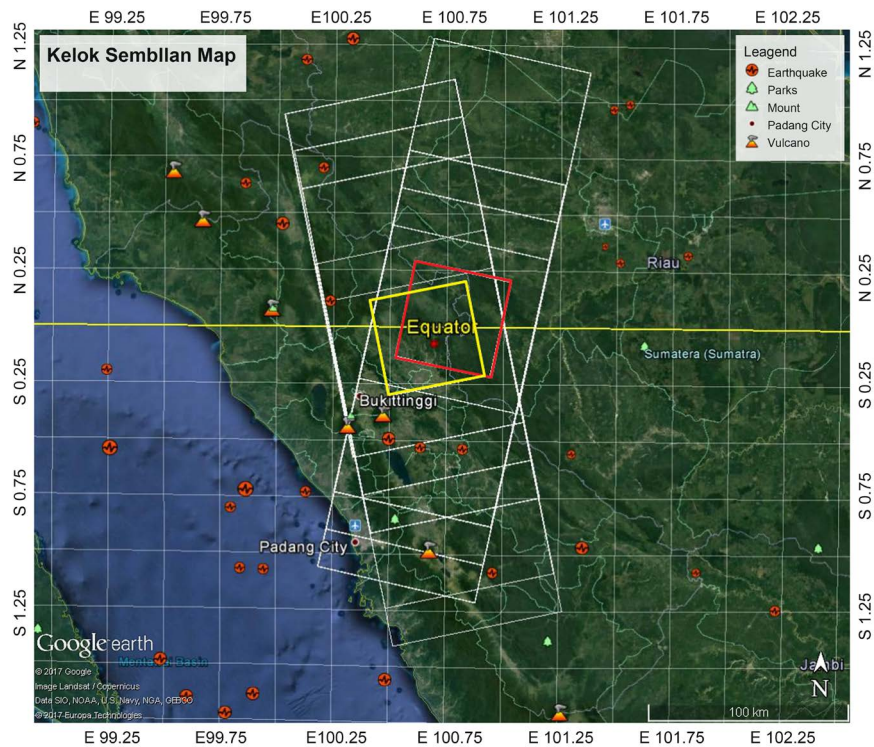 E 99.25 E99.75 E 100.25 E 100.75 E 101.25 E 101.75 E 102.25
N 1.25
N 0.75
N 0.25
S 0.25
S 0.75
S 1.25
Kelok Sembllan Map
Leagend
Earthquake
Parks
Mount
Padang City
Vulcano
N 1.25
N 0.75
N 0.25
S 0.25
S 0.75
S 1.25
Riau
Equator
Sumatera (Sumatra)
Bukittinggi
Padang City
Google earth
© 2017 Google
Image Landsat / Copernicus
Data SIO, NOAA, U.S. Navy, NGA, GEBCO
© 2017 Europa Technologies
N
100 km
E 99.25 E99.75 E 100.25 E 100.75 E 101.25 E 101.75 E 102.25